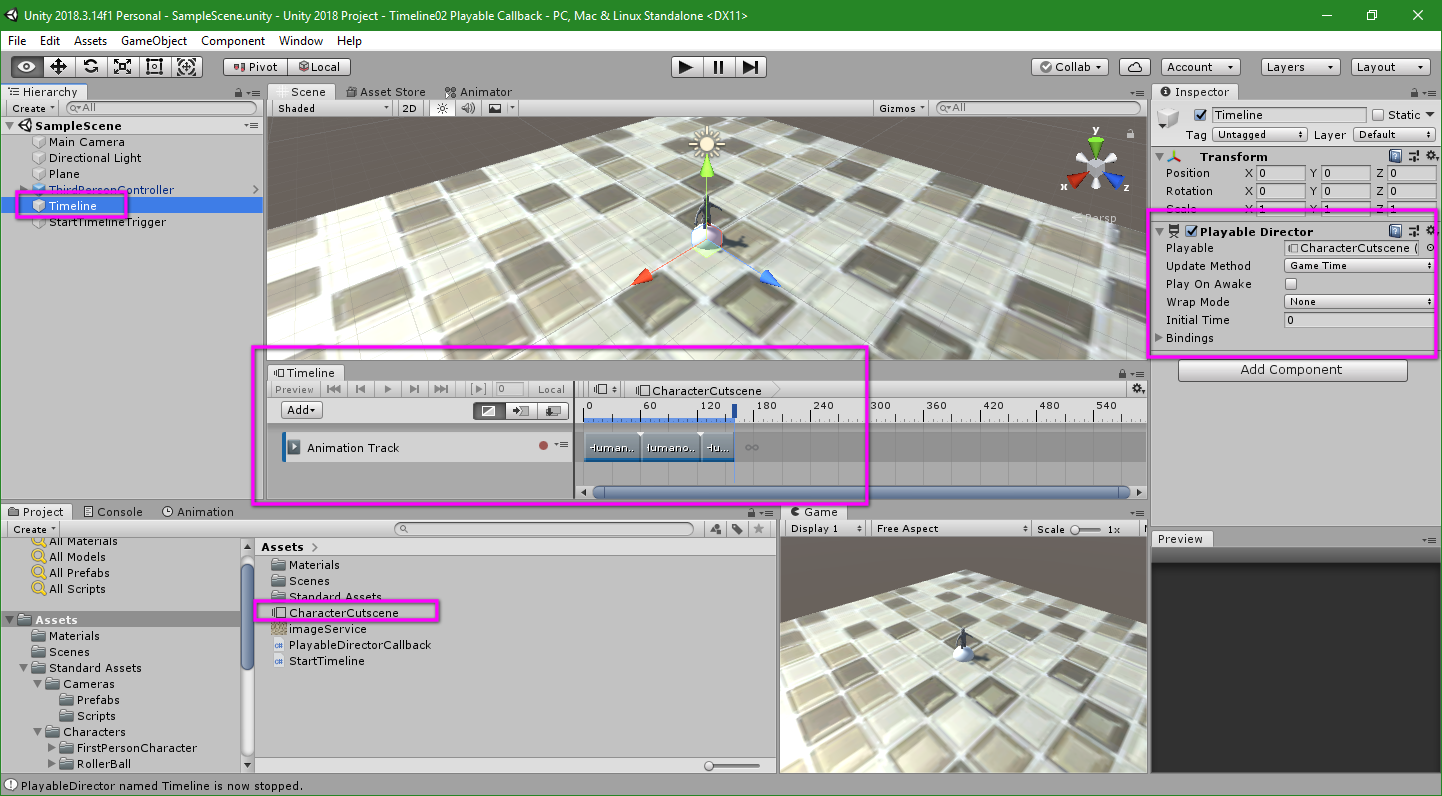 Unity 2018.3.14f1 Personal - SampleScene.unity - Unity 2018 Project - Timeline02 Playable Callback - PC, Mac & Linux Standalone <DX11>
File Edit Assets GameObject Component Window Help
Pivot Local Collab Account Layers Layout
Hierarchy
Create All
SampleScene
Main Camera
Directional Light
Plane
ThirdPersonController
Timeline
StartTimelineTrigger
Scene Asset Store Animator
Shaded 2D Gizmos All
y
x
z
Persp
Inspector
Timeline Static
Tag Untagged Layer Default
Transform
Position X 0 Y 0 Z 0
Rotation X 0 Y 0 Z 0
Scale X 1 Y 1 Z 1
Playable Director
Playable CharacterCutscene (
Update Method Game Time
Play On Awake
Wrap Mode None
Initial Time 0
Bindings
Add Component
Timeline
Preview 0 Local CharacterCutscene
Add 0 60 120 180 240 300 360 420 480 540
Animation Track Human.. Humano.. Hu...
Project Console Animation
Create
All Materials
All Models
All Prefabs
All Scripts
Assets
Materials
Scenes
Standard Assets
Cameras
Prefabs
Scripts
Characters
FirstPersonCharacter
RollerBall
Assets
Materials
Scenes
Standard Assets
CharacterCutscene
imageService
PlayableDirectorCallback
StartTimeline
Game
Display 1 Free Aspect Scale 1x
Preview
PlayableDirector named Timeline is now stopped.